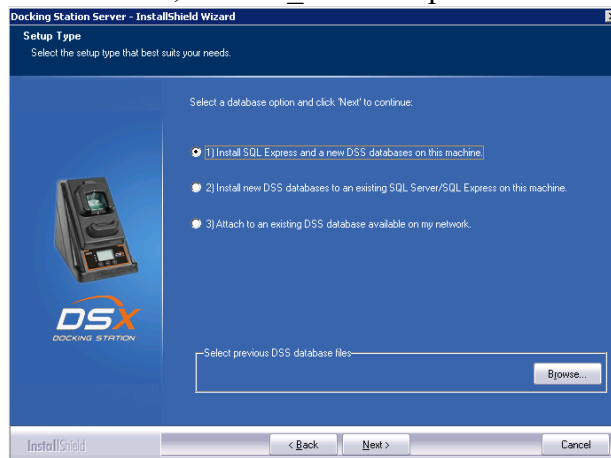 Docking Station Server - InstallShield Wizard
Setup Type
Select the setup type that best suits your needs.
Select a database option and click 'Next' to continue:
1) Install SQL Express and a new DSS databases on this machine.
2) Install new DSS databases to an existing SQL Server/SQL Express on this machine.
3) Attach to an existing DSS database available on my network.
DSX
DOCKING STATION
Select previous DSS database files
Browse...
InstallShield
< Back
Next >
Cancel